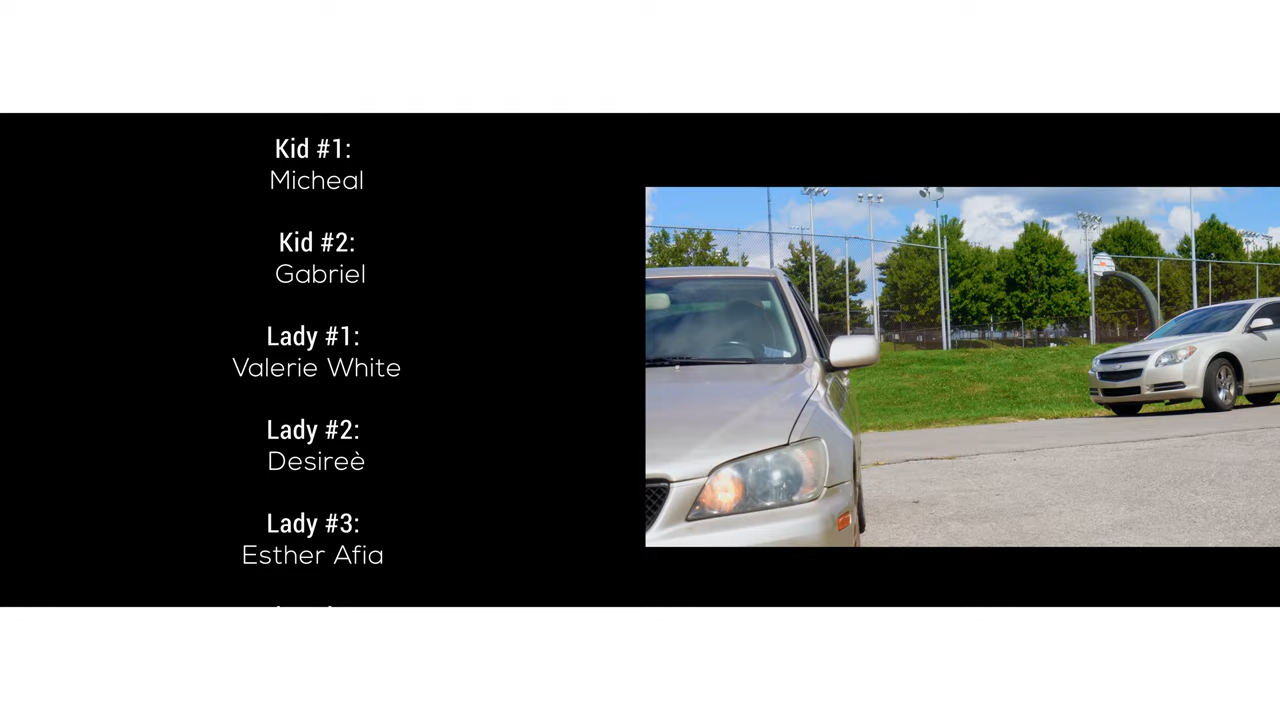 Kid #1:
Micheal
Kid #2:
Gabriel
Lady #1:
Valerie White
Lady #2:
Desireè
Lady #3:
Esther Afia